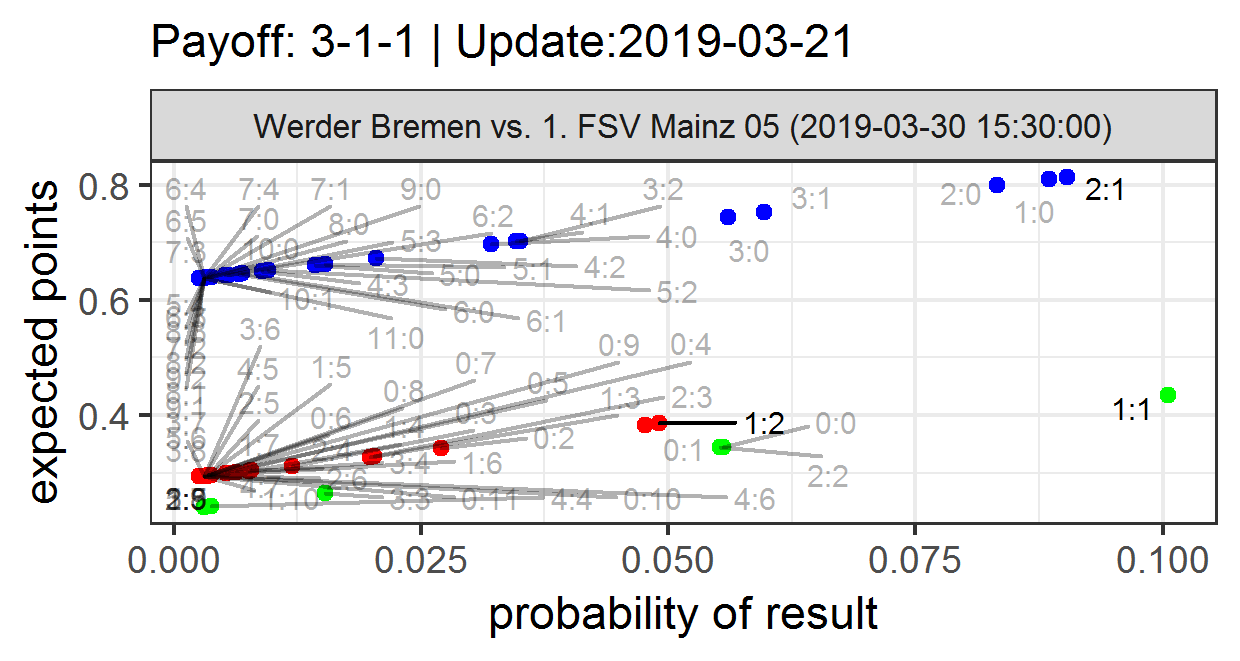 Payoff: 3-1-1 | Update:2019-03-21
Werder Bremen vs. 1. FSV Mainz 05 (2019-03-30 15:30:00)
expected points
0.8
0.6
0.4
6:4 7:4 7:1 9:0 3:2 3:1 2:0 2:1
6:5 7:0 8:0 6:2 4:1 1:0
7:3 10:0 5:3 4:0 3:0
4:3 5:0 5:1 4:2
10:1 6:0 6:1 5:2
11:0
3:6 0:7 0:9 0:4
4:5 1:5 0:8 0:5
2:5 0:6 0:3 1:3 2:3 1:1
1:7 2:4 1:4 0:2 0:1 1:2 0:0
3:4 1:6 2:2
4:7 1:10 2:6 3:3 0:11 4:4 0:10 4:6
0.000 0.025 0.050 0.075 0.100
probability of result